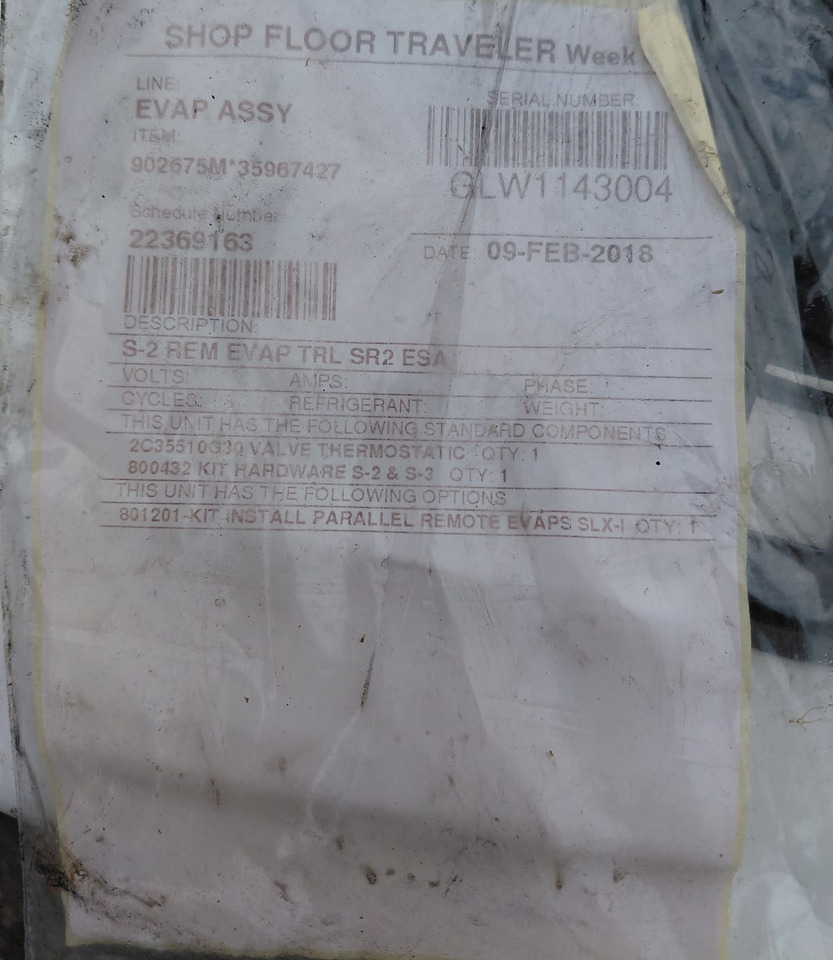 SHOP FLOOR TRAVELER Week
LINE:
EVAP ASSY
ITEM:
902675M*35967427
SERIAL NUMBER:
GLW1143004
Schedule Number:
22369163
DATE: 09-FEB-2018
DESCRIPTION:
S-2 REM EVAP TRL SR2 ESA
VOLTS: AMPS: PHASE:
CYCLES: REFRIGERANT: WEIGHT:
THIS UNIT HAS THE FOLLOWING STANDARD COMPONENTS
2C35510G30 VALVE THERMOSTATIC QTY: 1
800432 KIT HARDWARE S-2 & S-3 QTY: 1
THIS UNIT HAS THE FOLLOWING OPTIONS
801201-KIT INSTALL PARALLEL REMOTE EVAPS SLX-I QTY: 1